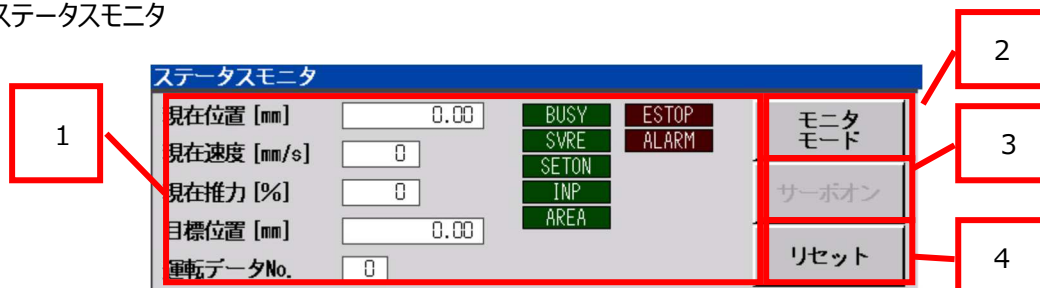 ステータスモニタ
2
ステータスモニタ
1
現在位置 [mm] 0.00 BUSY ESTOP モニタ
モード
現在速度 [mm/s] 0 SVRE ALARM
3
SETON
現在推力 [%] 0 INP サーボオン
目標位置 [mm] 0.00 AREA
リセット
4
運転データNo. 0